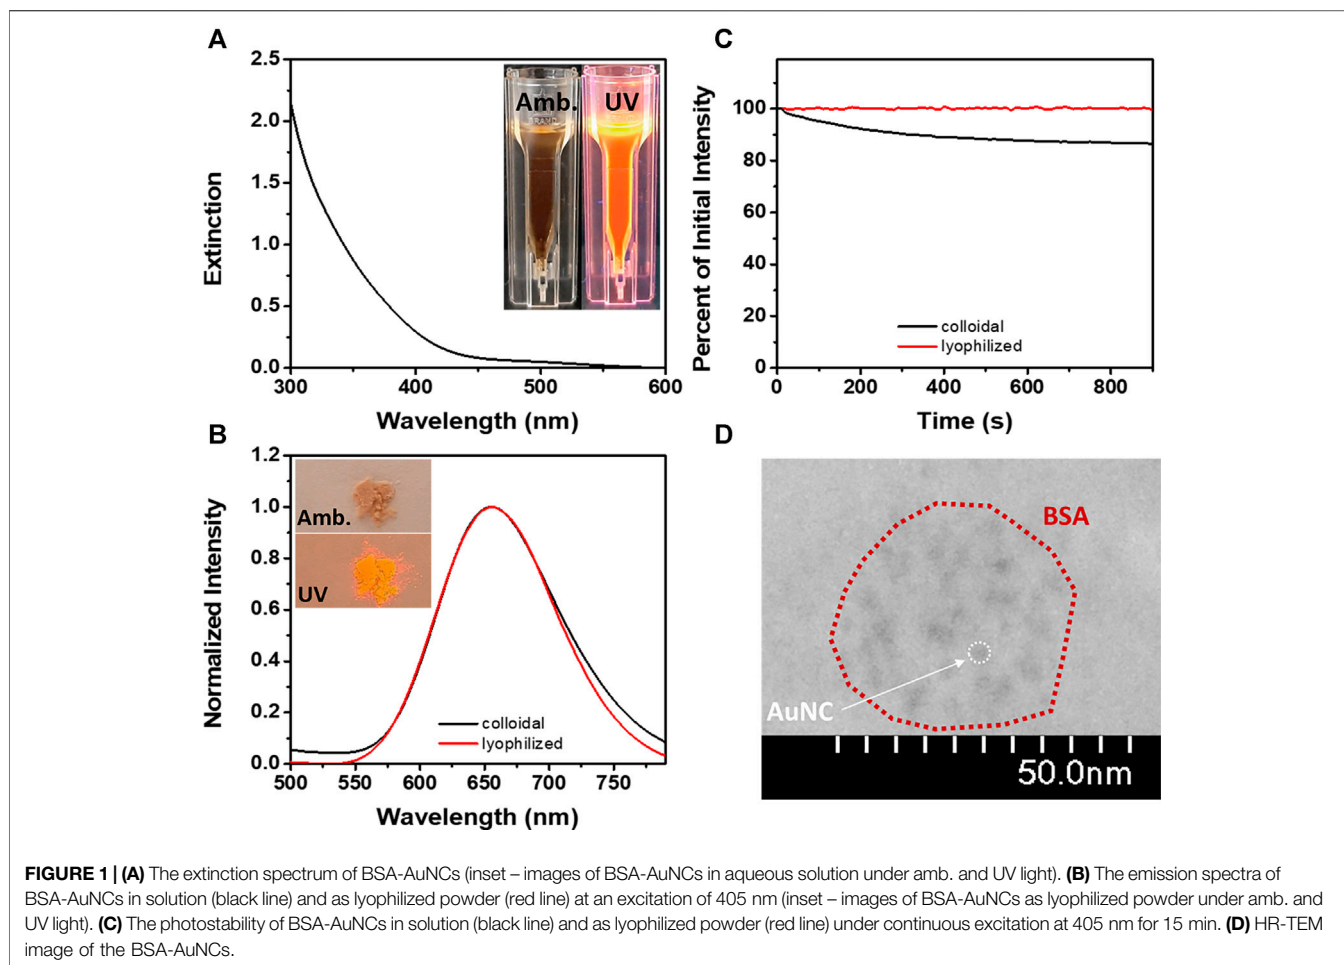 A
2.5
2.0
1.5
1.0
0.5
0.0
300
400
500
600
Extinction
Wavelength (nm)
Amb.
UV
C
100
80
60
40
20
0
0
200
400
600
800
Percent of Initial Intensity
Time (s)
colloidal
lyophilized
B
1.2
1.0
0.8
0.6
0.4
0.2
0.0
500
550
600
650
700
750
Normalized Intensity
Wavelength (nm)
Amb.
UV
colloidal
lyophilized
D
BSA
AuNC
50.0nm
FIGURE 1 | (A) The extinction spectrum of BSA-AuNCs (inset – images of BSA-AuNCs in aqueous solution under amb. and UV light). (B) The emission spectra of
BSA-AuNCs in solution (black line) and as lyophilized powder (red line) at an excitation of 405 nm (inset – images of BSA-AuNCs as lyophilized powder under amb. and
UV light). (C) The photostability of BSA-AuNCs in solution (black line) and as lyophilized powder (red line) under continuous excitation at 405 nm for 15 min. (D) HR-TEM
image of the BSA-AuNCs.